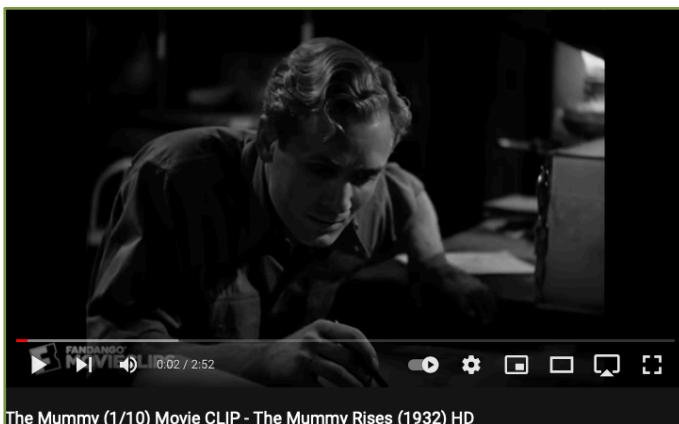 FANDANGO
MOVIECLIPS
0:02 / 2:52
The Mummy (1/10) Movie CLIP - The Mummy Rises (1932) HD